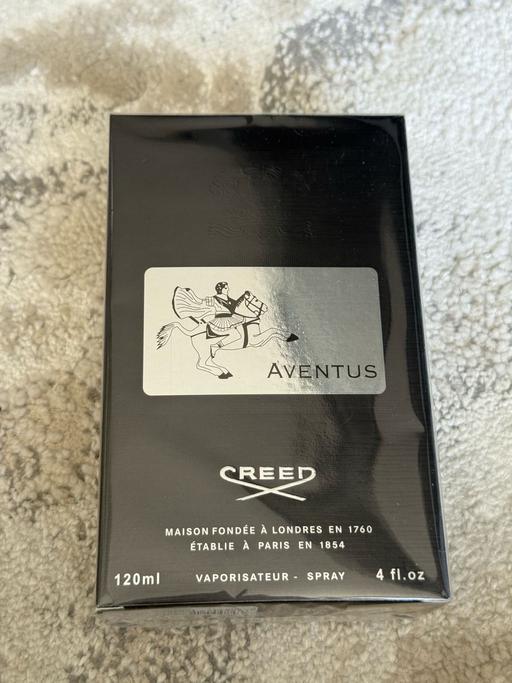 AVENTUS
CREED
MAISON FONDÉE À LONDRES EN 1760
ÉTABLIE À PARIS EN 1854
120ml VAPORISATEUR - SPRAY 4 fl.oz